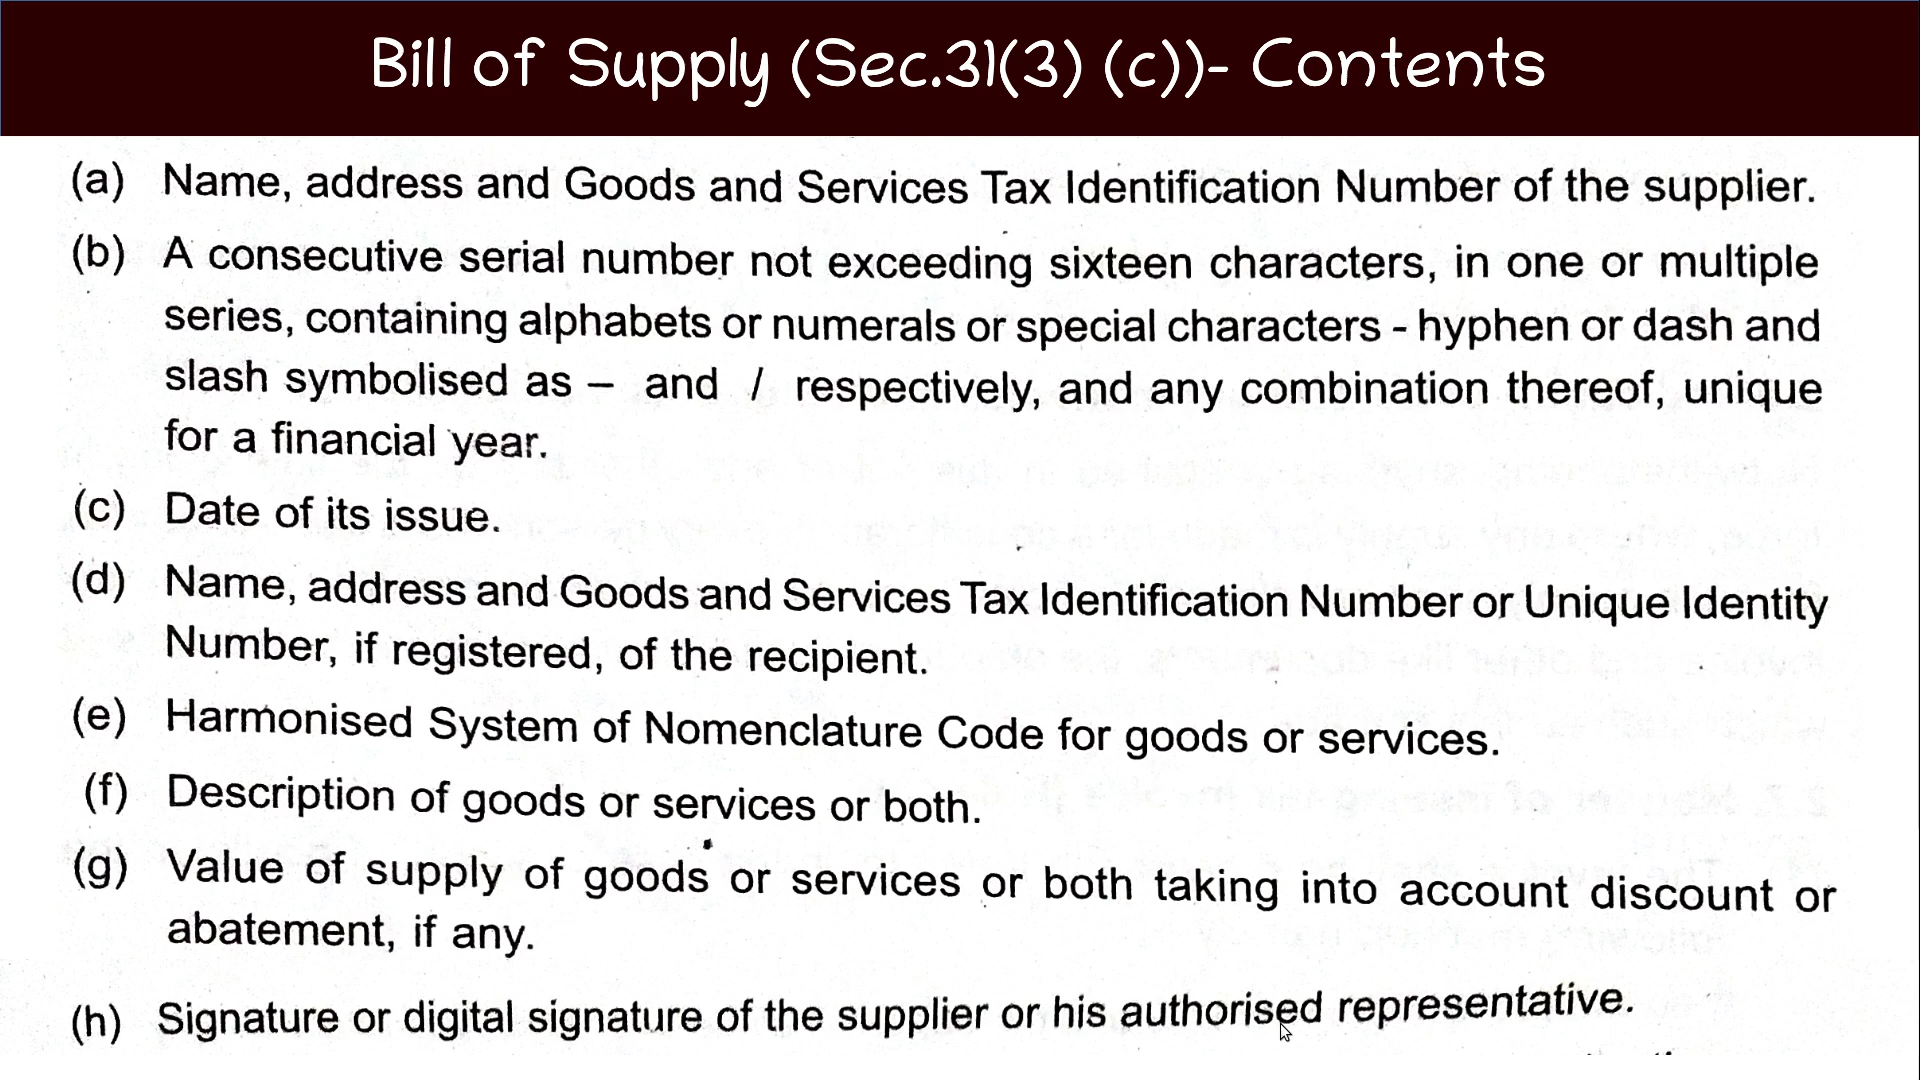 Bill of Supply (Sec.31(3) (c))- Contents
(a) Name, address and Goods and Services Tax Identification Number of the supplier.
(b) A consecutive serial number not exceeding sixteen characters, in one or multiple
series, containing alphabets or numerals or special characters - hyphen or dash and
slash symbolised as – and / respectively, and any combination thereof, unique
for a financial year.
(c) Date of its issue.
(d) Name, address and Goods and Services Tax Identification Number or Unique Identity
Number, if registered, of the recipient.
(e) Harmonised System of Nomenclature Code for goods or services.
(f) Description of goods or services or both.
(g) Value of supply of goods or services or both taking into account discount or
abatement, if any.
(h) Signature or digital signature of the supplier or his authorised representative.